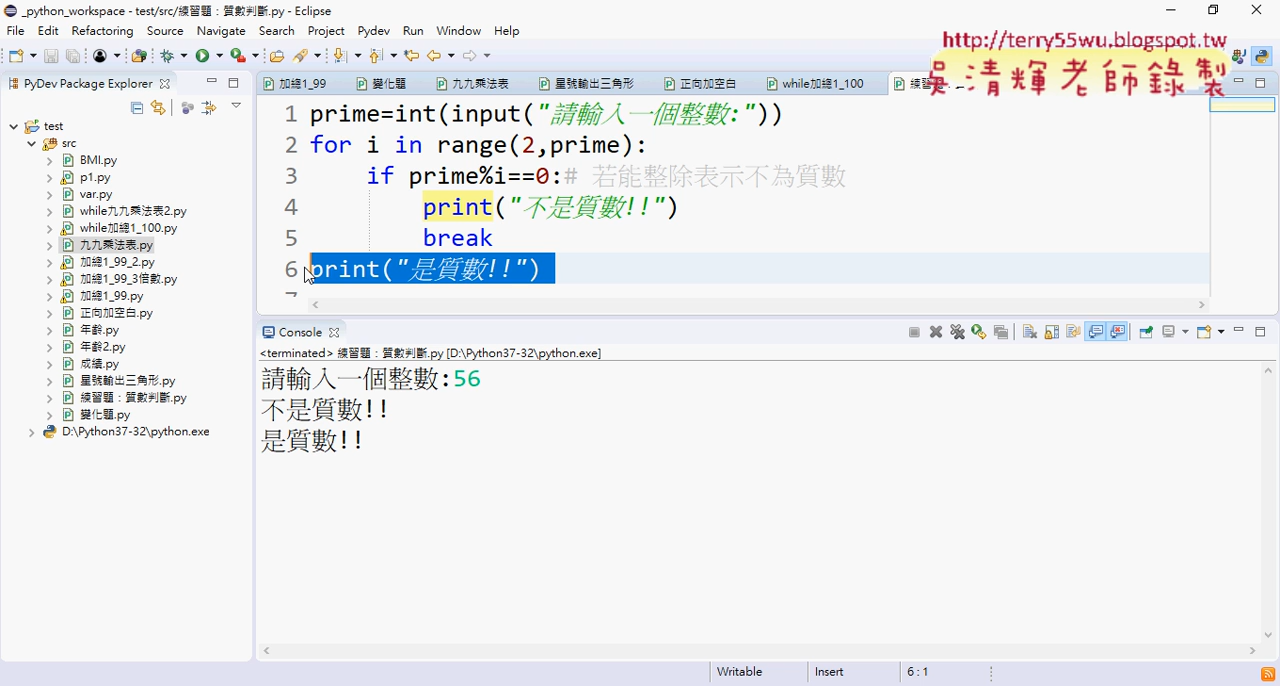 _python_workspace - test/src/練習題：質數判斷.py - Eclipse
File Edit Refactoring Source Navigate Search Project Pydev Run Window Help
http://terry55wu.blogspot.tw
吳清輝老師錄製
PyDev Package Explorer
加總1_99 變化題 九九乘法表 星號輸出三角形 正向加空白 while加總1_100
test
src
BMI.py
p1.py
var.py
while九九乘法表2.py
while加總1_100.py
九九乘法表.py
加總1_99_2.py
加總1_99_3倍數.py
加總1_99.py
正向加空白.py
年齡.py
年齡2.py
成績.py
星號輸出三角形.py
練習題：質數判斷.py
變化題.py
D:\Python37-32\python.exe
1 prime=int(input("請輸入一個整數:"))
2 for i in range(2,prime):
3 if prime%i==0:# 若能整除表示不為質數
4 print("不是質數!!")
5 break
6 print("是質數!!")
Console
<terminated> 練習題：質數判斷.py [D:\Python37-32\python.exe]
請輸入一個整數:56
不是質數!!
是質數!!
Writable Insert 6 : 1